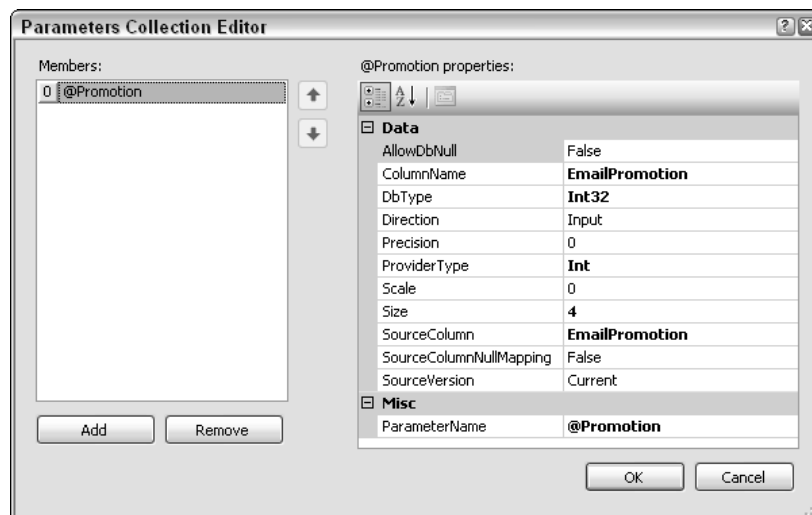 Parameters Collection Editor
Members:
0 @Promotion
Add Remove
@Promotion properties:
Data
AllowDbNull False
ColumnName EmailPromotion
DbType Int32
Direction Input
Precision 0
ProviderType Int
Scale 0
Size 4
SourceColumn EmailPromotion
SourceColumnNullMapping False
SourceVersion Current
Misc
ParameterName @Promotion
OK Cancel